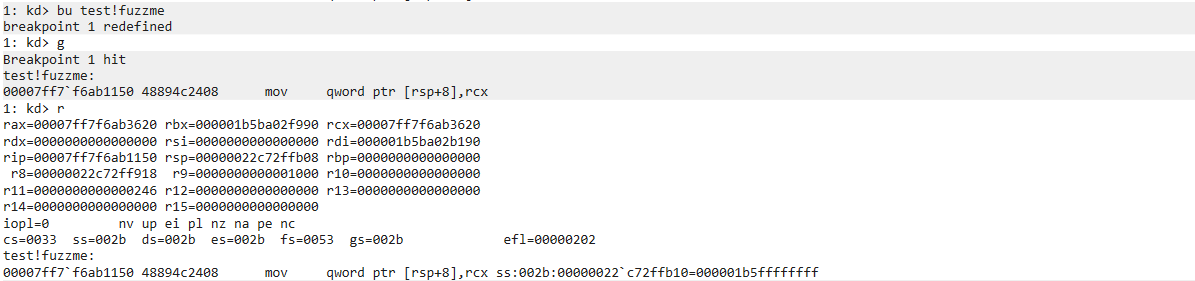 1: kd> bu test!fuzzme
breakpoint 1 redefined
1: kd> g
Breakpoint 1 hit
test!fuzzme:
00007ff7`f6ab1150 48894c2408      mov     qword ptr [rsp+8],rcx
1: kd> r
rax=00007ff7f6ab3620 rbx=000001b5ba02f990 rcx=00007ff7f6ab3620
rdx=0000000000000000 rsi=0000000000000000 rdi=000001b5ba02b190
rip=00007ff7f6ab1150 rsp=00000022c72ffb08 rbp=0000000000000000
 r8=00000022c72ff918  r9=0000000000001000 r10=0000000000000000
r11=0000000000000246 r12=0000000000000000 r13=0000000000000000
r14=0000000000000000 r15=0000000000000000
iopl=0         nv up ei pl nz na pe nc
cs=0033  ss=002b  ds=002b  es=002b  fs=0053  gs=002b             efl=00000202
test!fuzzme:
00007ff7`f6ab1150 48894c2408      mov     qword ptr [rsp+8],rcx ss:002b:00000022`c72ffb10=000001b5ffffffff